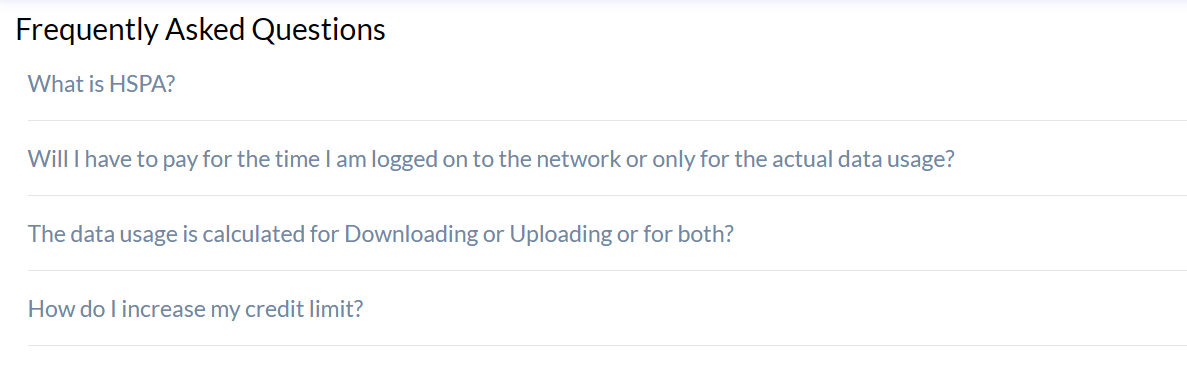 Frequently Asked Questions
What is HSPA?
Will I have to pay for the time I am logged on to the network or only for the actual data usage?
The data usage is calculated for Downloading or Uploading or for both?
How do I increase my credit limit?